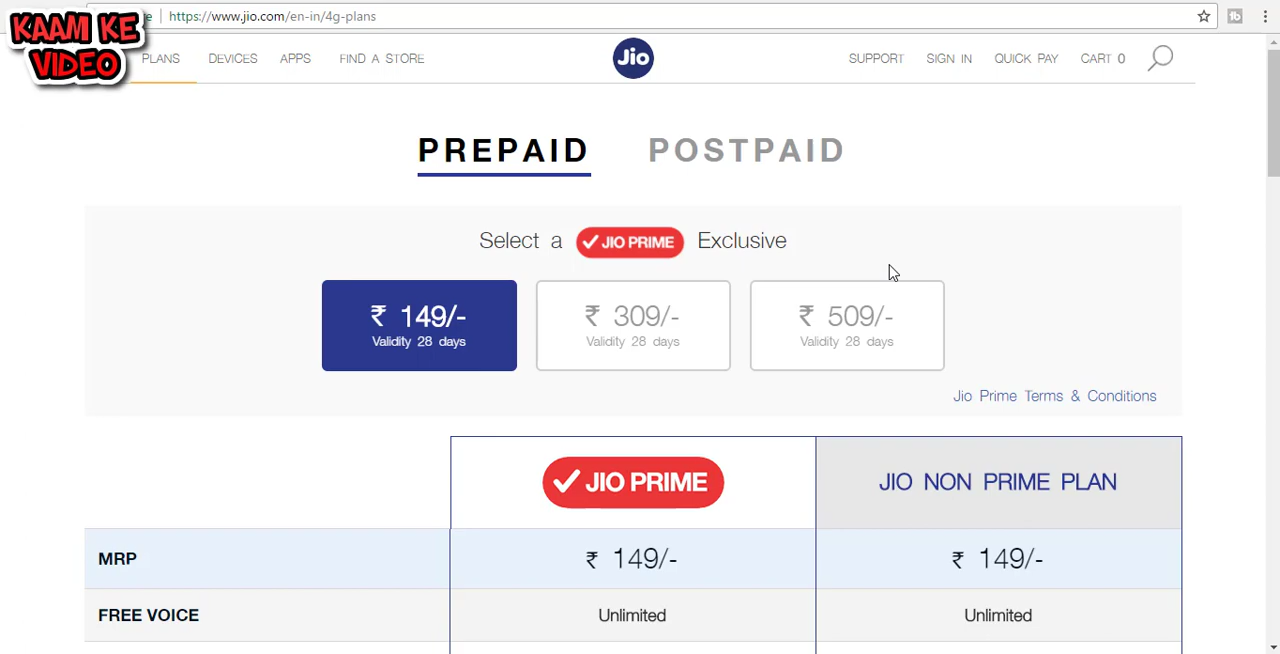 KAAM KE
VIDEO
https://www.jio.com/en-in/4g-plans
PLANS DEVICES APPS FIND A STORE Jio SUPPORT SIGN IN QUICK PAY CART 0
PREPAID POSTPAID
Select a JIO PRIME Exclusive
₹ 149/- ₹ 309/- ₹ 509/-
Validity 28 days Validity 28 days Validity 28 days
Jio Prime Terms & Conditions
JIO PRIME JIO NON PRIME PLAN
MRP ₹ 149/- ₹ 149/-
FREE VOICE Unlimited Unlimited